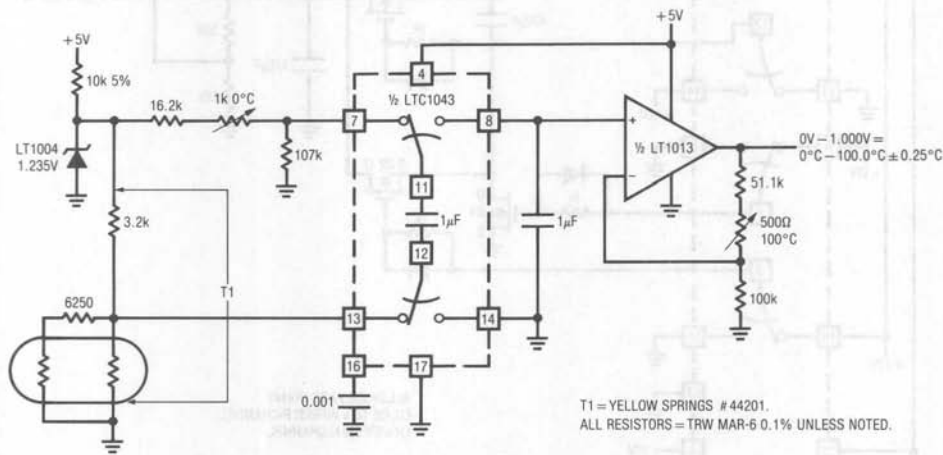 +5V
+5V
10k 5%
16.2k
1k 0°C
4
½ LTC1043
7
8
107k
LT1004
1.235V
½ LT1013
+
−
0V – 1.000V =
0°C – 100.0°C ± 0.25°C
51.1k
500Ω
100°C
100k
11
1µF
12
1µF
3.2k
T1
6250
13
14
16
17
0.001
T1 = YELLOW SPRINGS #44201.
ALL RESISTORS = TRW MAR-6 0.1% UNLESS NOTED.